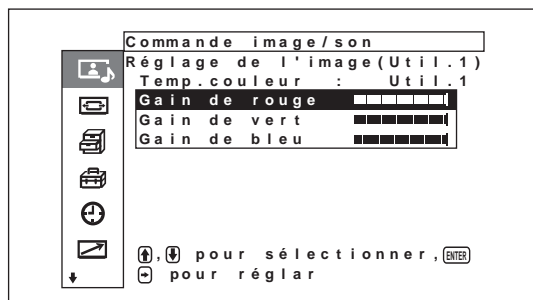 Commande image/son
Réglage de l'image(Util.1)
Temp.couleur : Util.1
Gain de rouge
Gain de vert
Gain de bleu
, pour sélectionner, ENTER
pour réglar